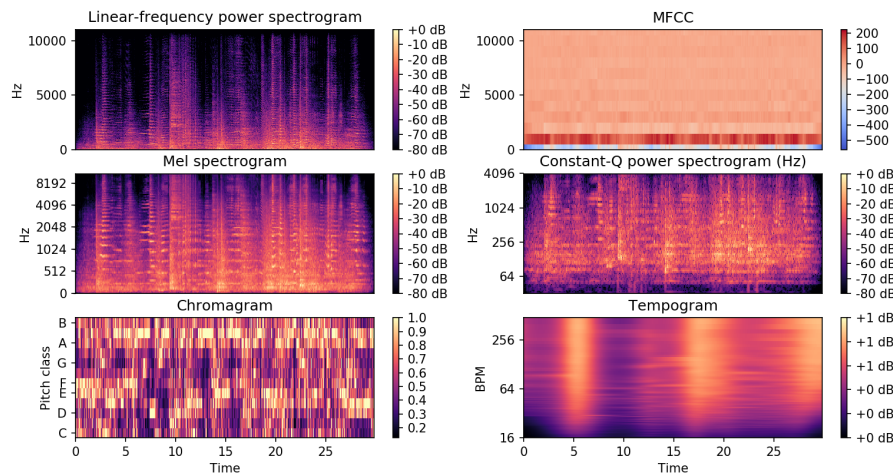 Linear-frequency power spectrogram
10000
5000
0
Hz
+0 dB
-10 dB
-20 dB
-30 dB
-40 dB
-50 dB
-60 dB
-70 dB
-80 dB
MFCC
10000
5000
0
Hz
200
100
0
−100
−200
−300
−400
−500
Mel spectrogram
8192
4096
2048
1024
512
0
Hz
+0 dB
-10 dB
-20 dB
-30 dB
-40 dB
-50 dB
-60 dB
-70 dB
-80 dB
Constant-Q power spectrogram (Hz)
4096
1024
256
64
Hz
+0 dB
-10 dB
-20 dB
-30 dB
-40 dB
-50 dB
-60 dB
-70 dB
-80 dB
Chromagram
B
A
G
F
E
D
C
Pitch class
0 5 10 15 20 25
Time
1.0
0.9
0.8
0.7
0.6
0.5
0.4
0.3
0.2
Tempogram
256
64
16
BPM
0 5 10 15 20 25
Time
+1 dB
+1 dB
+1 dB
+0 dB
+0 dB
+0 dB